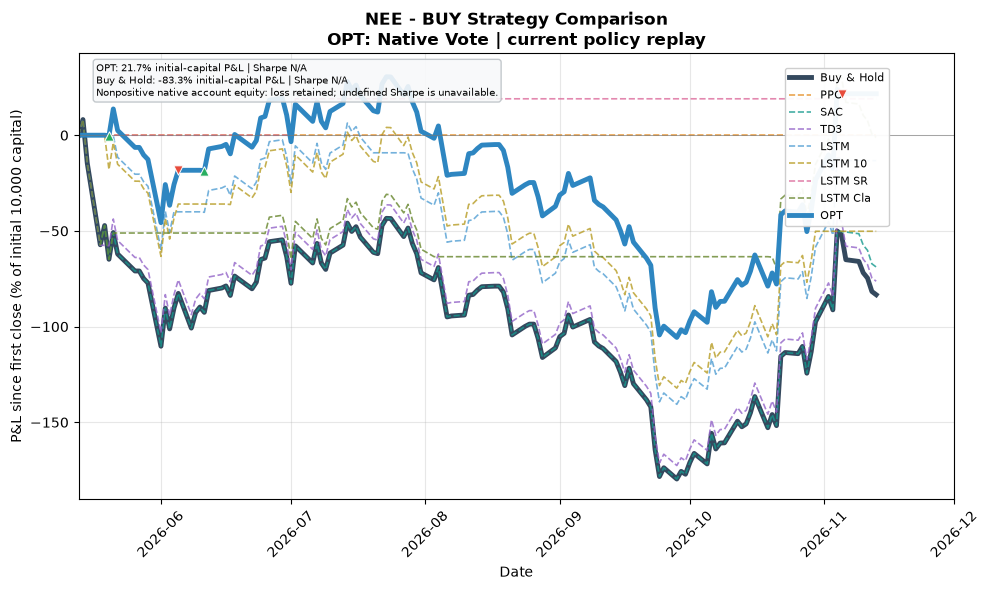 NEE - BUY Strategy Comparison
OPT: Native Vote | current policy replay
OPT: 21.7% initial-capital P&L | Sharpe N/A
Buy & Hold: -83.3% initial-capital P&L | Sharpe N/A
Nonpositive native account equity: loss retained; undefined Sharpe is unavailable.
Buy & Hold
PPO
SAC
TD3
LSTM
LSTM 10
LSTM SR
LSTM Cla
OPT
P&L since first close (% of initial 10,000 capital)
0
−50
−100
−150
2026-06
2026-07
2026-08
2026-09
2026-10
2026-11
2026-12
Date